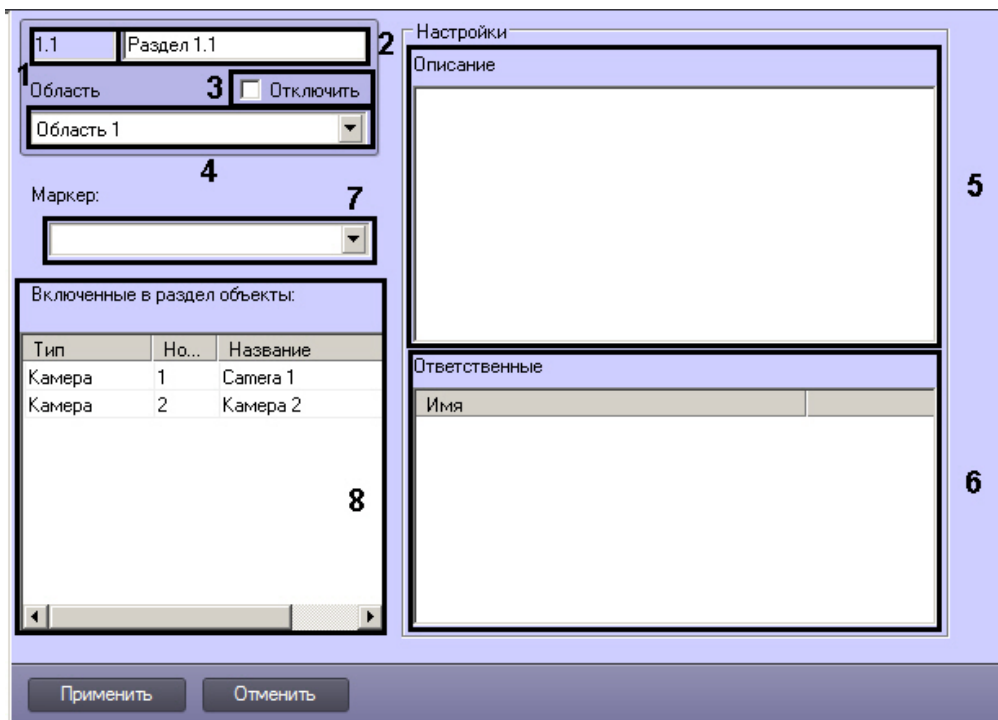 1.1 Раздел 1.1 2
1
Область 3 Отключить
Область 1
4
Маркер: 7
Включенные в раздел объекты:
Тип Но... Название
Камера 1 Camera 1
Камера 2 Камера 2
8
Настройки
Описание
5
Ответственные
Имя
6
Применить Отменить